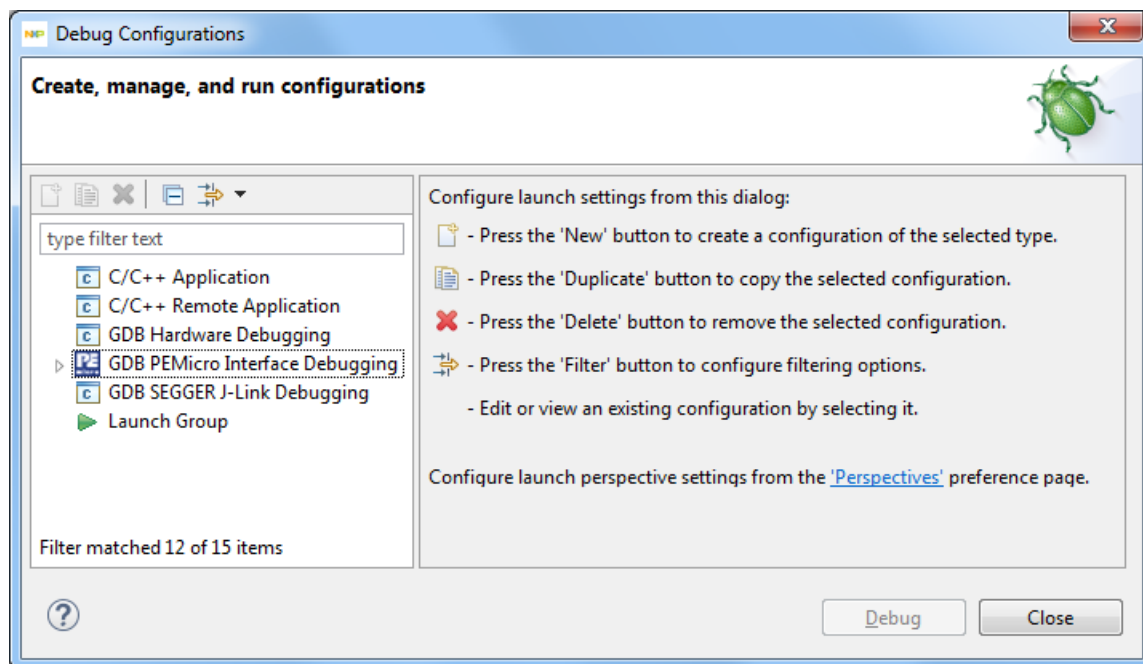 NXP Debug Configurations
Create, manage, and run configurations
type filter text
C/C++ Application
C/C++ Remote Application
GDB Hardware Debugging
GDB PEMicro Interface Debugging
GDB SEGGER J-Link Debugging
Launch Group
Filter matched 12 of 15 items
Configure launch settings from this dialog:
- Press the 'New' button to create a configuration of the selected type.
- Press the 'Duplicate' button to copy the selected configuration.
- Press the 'Delete' button to remove the selected configuration.
- Press the 'Filter' button to configure filtering options.
- Edit or view an existing configuration by selecting it.
Configure launch perspective settings from the 'Perspectives' preference page.
Debug
Close